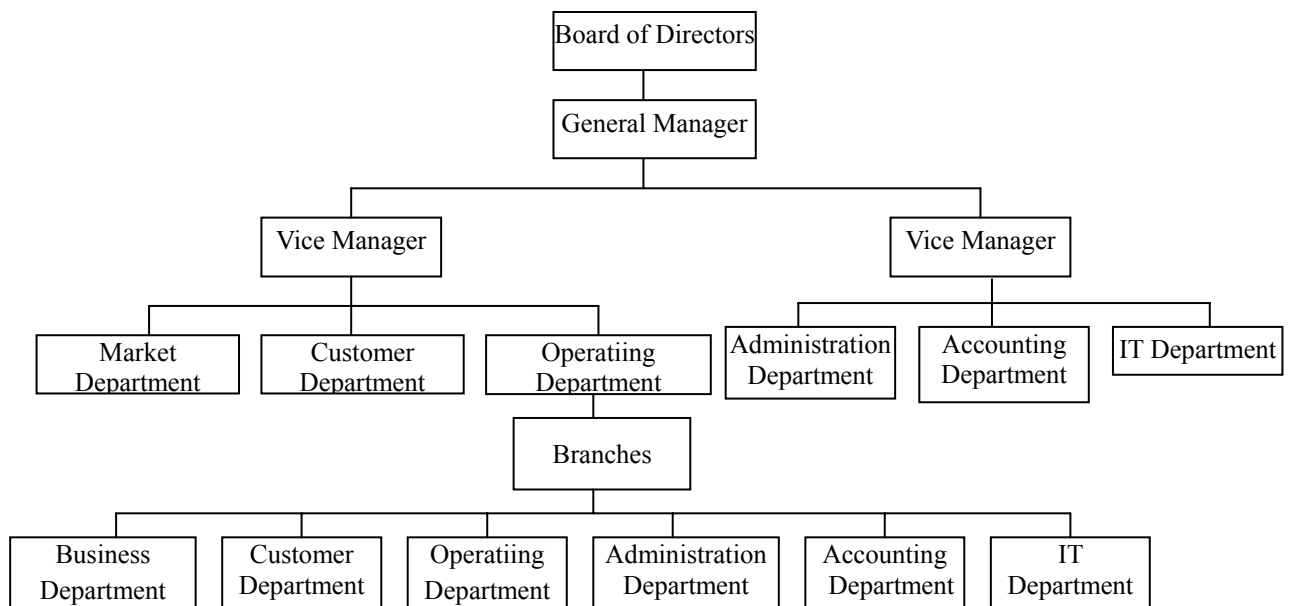 Board of Directors
General Manager
Vice Manager
Vice Manager
Market
Department
Customer
Department
Operatiing
Department
Administration
Department
Accounting
Department
IT Department
Branches
Business
Department
Customer
Department
Operatiing
Department
Administration
Department
Accounting
Department
IT
Department